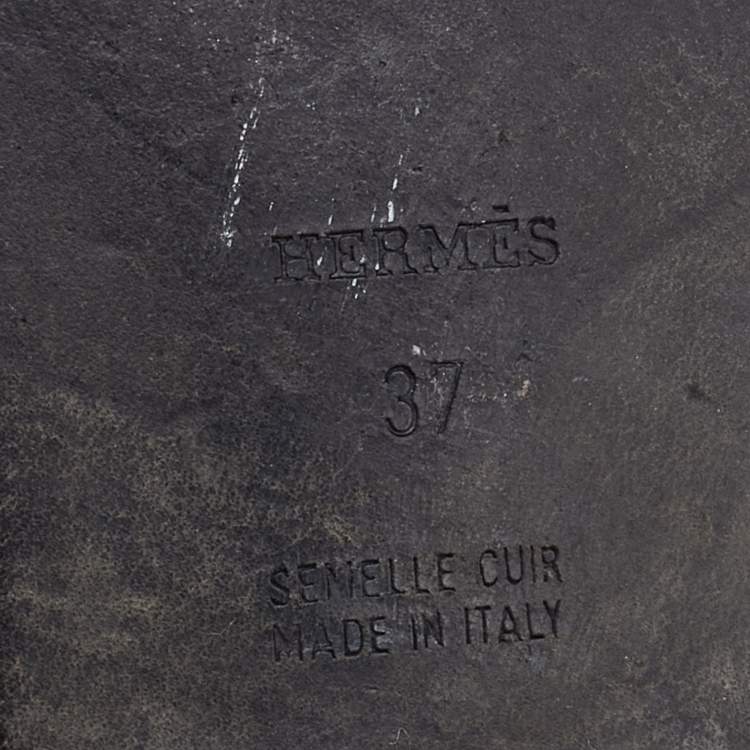 HERMÈS
37
SEMELLE CUIR
MADE IN ITALY